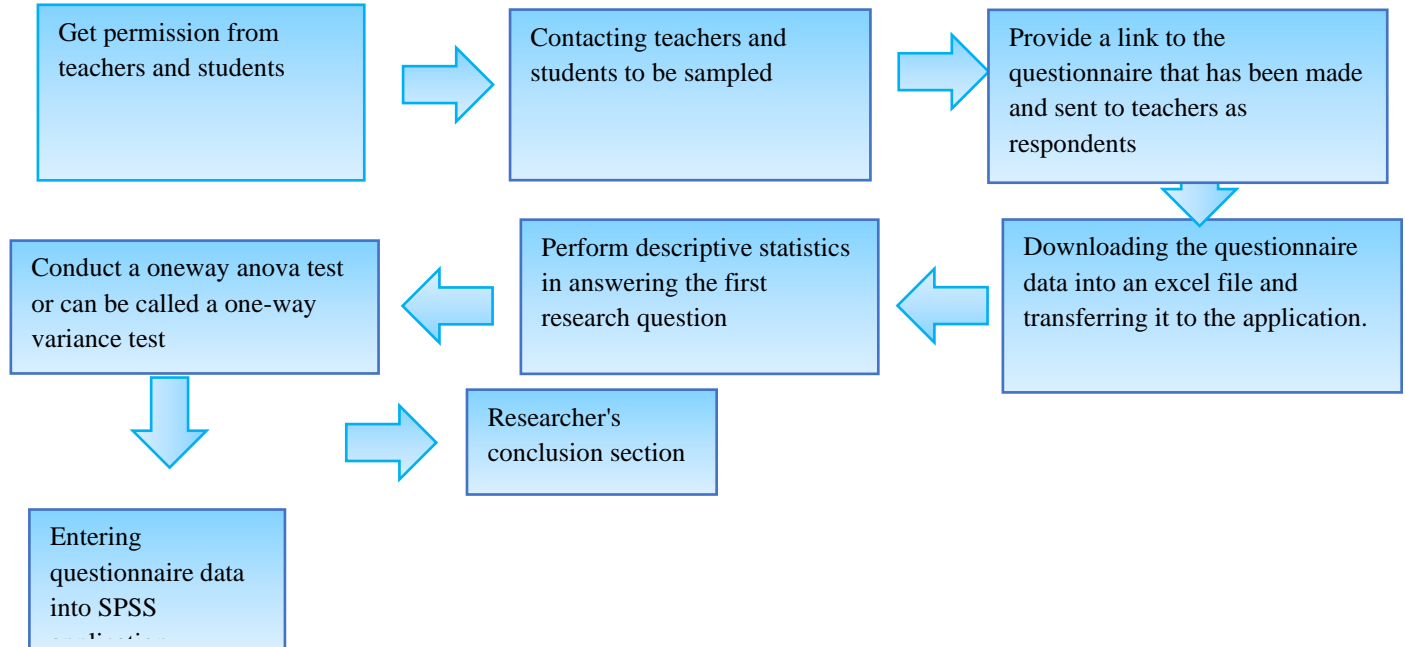 Get permission from
teachers and students
Contacting teachers and
students to be sampled
Provide a link to the
questionnaire that has been made
and sent to teachers as
respondents
Downloading the questionnaire
data into an excel file and
transferring it to the application.
Perform descriptive statistics
in answering the first
research question
Conduct a oneway anova test
or can be called a one-way
variance test
Entering
questionnaire data
into SPSS
Researcher's
conclusion section